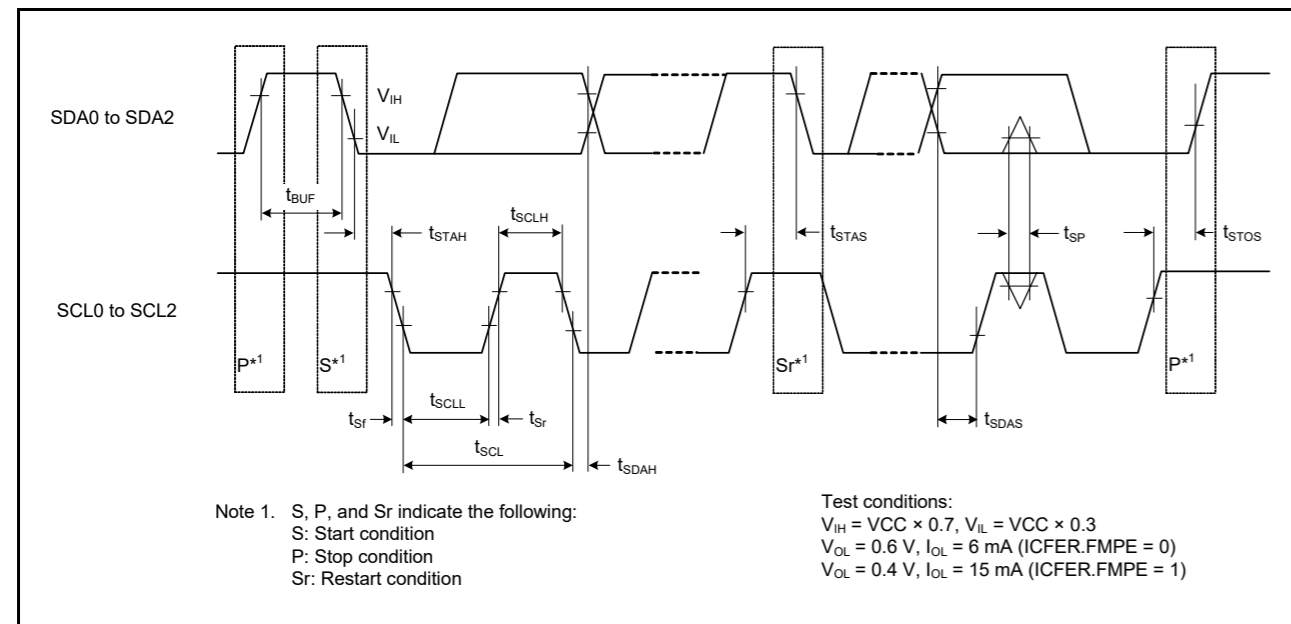 SDA0 to SDA2
VIH
VIL
tBUF
tSTAH
tSCLH
tSTAS
tSP
tSTOS
SCL0 to SCL2
P*1
S*1
Sr*1
P*1
tSf
tSCLL
tSr
tSCL
tSDAH
tSDAS
Note 1. S, P, and Sr indicate the following:
S: Start condition
P: Stop condition
Sr: Restart condition
Test conditions:
VIH = VCC × 0.7, VIL = VCC × 0.3
VOL = 0.6 V, IOL = 6 mA (ICFER.FMPE = 0)
VOL = 0.4 V, IOL = 15 mA (ICFER.FMPE = 1)